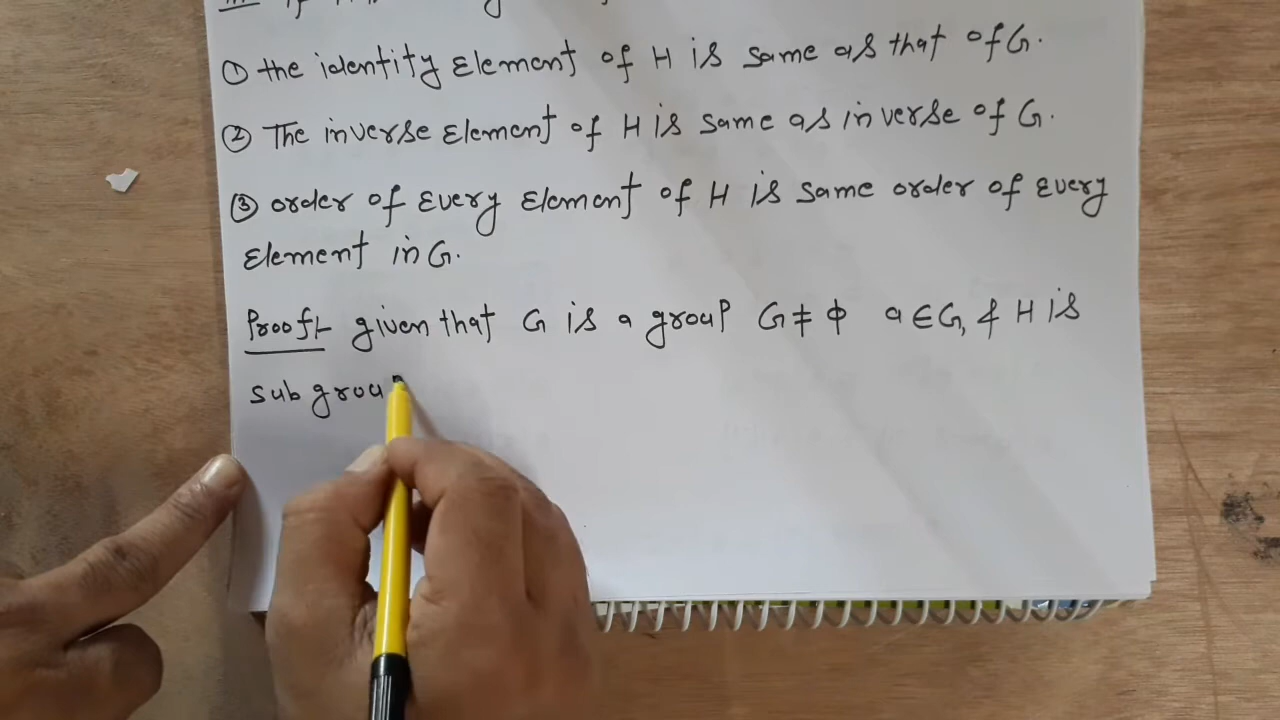 ① the identity Element of H is same as that of G.
② The inverse Element of H is same as inverse of G.
③ order of Every Element of H is same order of Every
Element in G.
Proof:- given that G is a group G ≠ φ a ∈ G, & H is
sub group